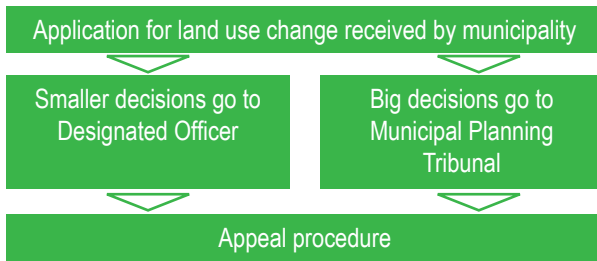 Application for land use change received by municipality
Smaller decisions go to
Designated Officer
Big decisions go to
Municipal Planning
Tribunal
Appeal procedure